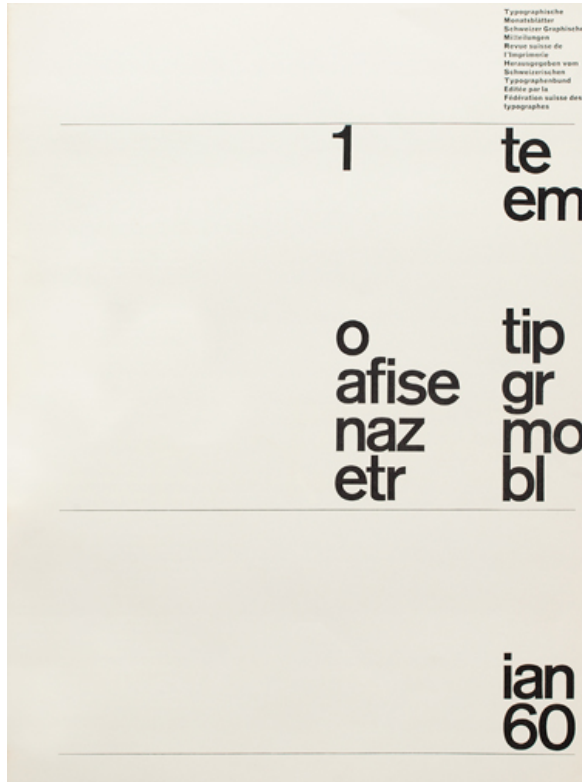 Typographische
Monatsblätter
Schweizer Graphische
Mitteilungen
Revue suisse de
l'Imprimerie
Herausgegeben vom
Schweizerischen
Typographenbund
Editée par la
Fédération suisse des
typographes
1
te
em
o
afise
naz
etr
tip
gr
mo
bl
ian
60